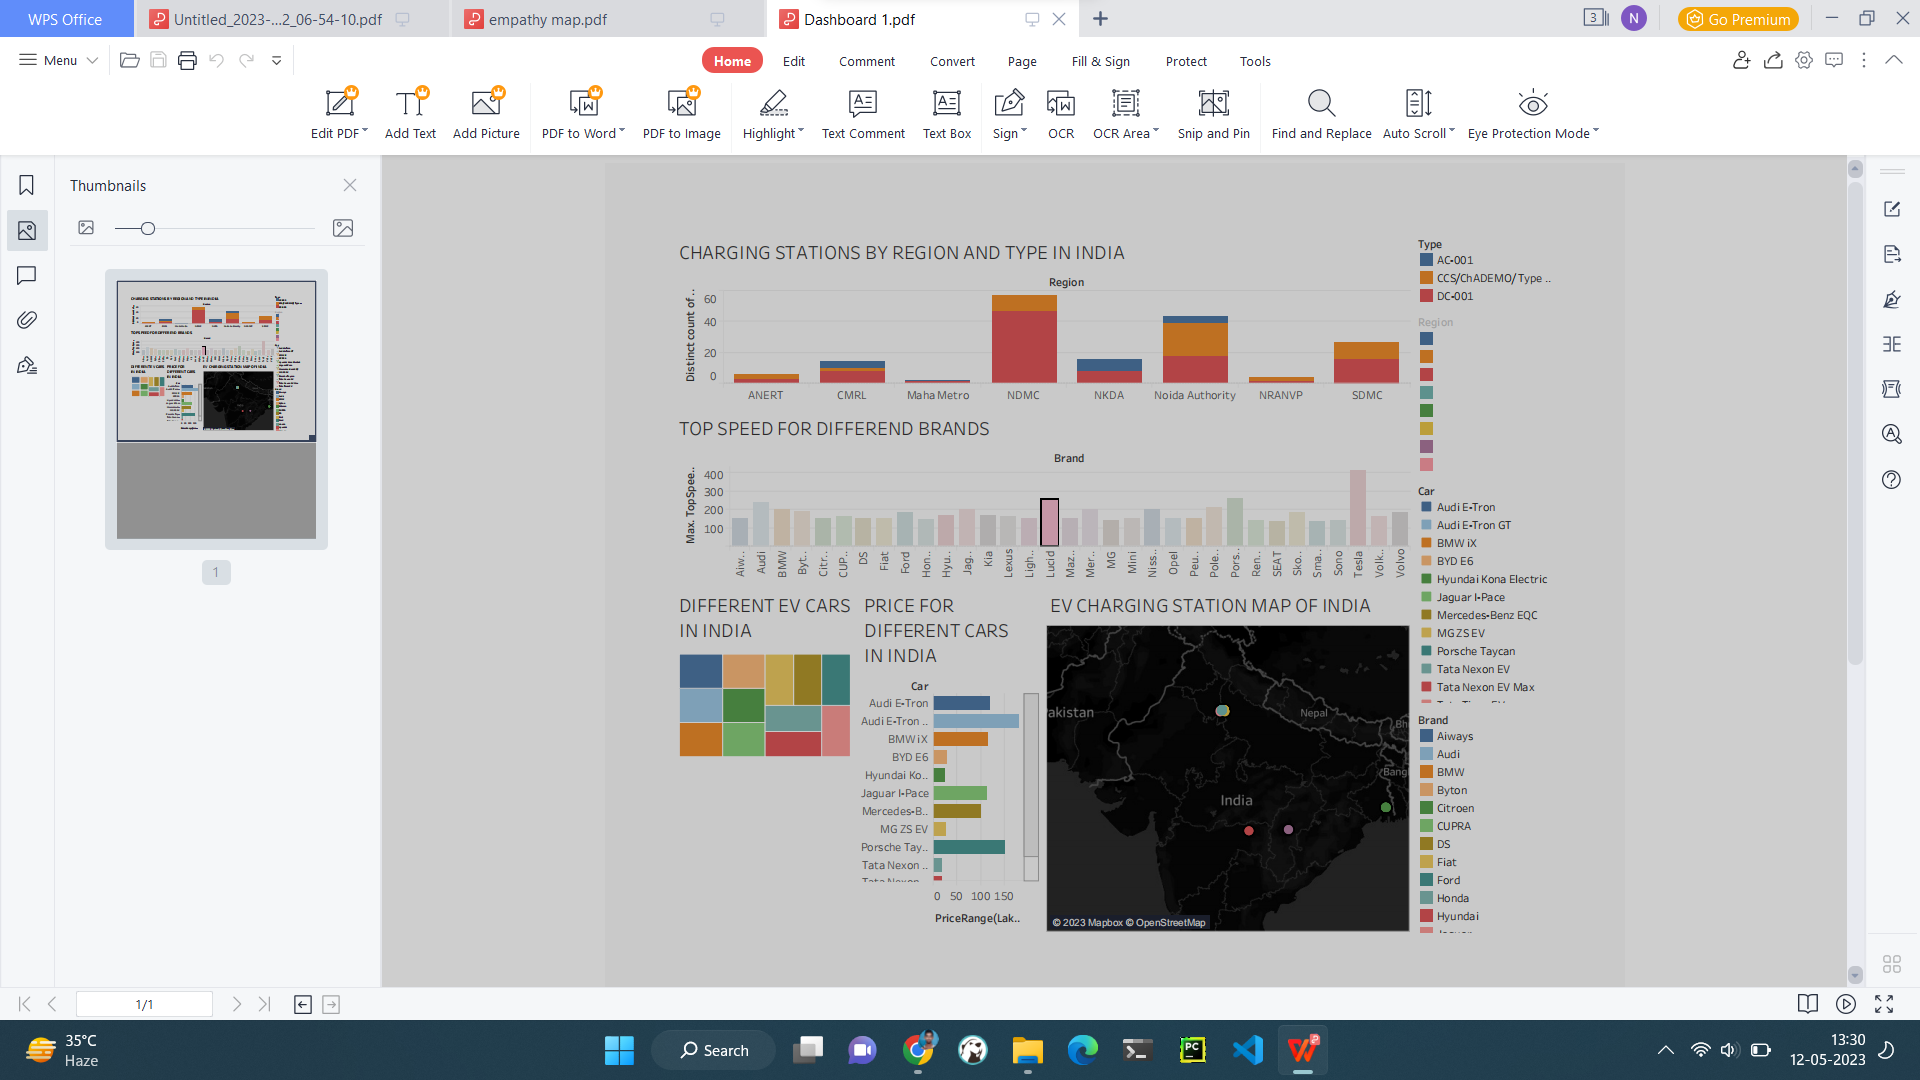 WPS Office
Untitled_2023-...2_06-54-10.pdf
empathy map.pdf
Dashboard 1.pdf
3
N
Go Premium
Menu
Home
Edit
Comment
Convert
Page
Fill & Sign
Protect
Tools
Edit PDF
Add Text
Add Picture
PDF to Word
PDF to Image
Highlight
Text Comment
Text Box
Sign
OCR
OCR Area
Snip and Pin
Find and Replace
Auto Scroll
Eye Protection Mode
Thumbnails
1
CHARGING STATIONS BY REGION AND TYPE IN INDIA
Region
Distinct count of ..
60
40
20
0
ANERT
CMRL
Maha Metro
NDMC
NKDA
Noida Authority
NRANVP
SDMC
TOP SPEED FOR DIFFEREND BRANDS
Brand
Max. TopSpee..
400
300
200
100
Aiw..
Audi
BMW
Byt..
Citr..
CUP..
DS
Fiat
Ford
Hon..
Hyu..
Jag..
Kia
Lexus
Ligh..
Lucid
Maz..
Mer..
MG
Mini
Niss..
Opel
Peu..
Pole..
Pors..
Ren..
SEAT
Sko..
Sma..
Sono
Tesla
Volk..
Volvo
DIFFERENT EV CARS
IN INDIA
PRICE FOR
DIFFERENT CARS
IN INDIA
Car
Audi E-Tron
Audi E-Tron ..
BMW iX
BYD E6
Hyundai Ko..
Jaguar I-Pace
Mercedes-B..
MG ZS EV
Porsche Tay..
Tata Nexon ..
Tata Nexon ..
0 50 100 150
PriceRange(Lak..
EV CHARGING STATION MAP OF INDIA
akistan
Nepal
Bh
Bangl
India
© 2023 Mapbox © OpenStreetMap
Type
AC-001
CCS/ChAdeMO/Type ..
DC-001
Region
Car
Audi E-Tron
Audi E-Tron GT
BMW iX
BYD E6
Hyundai Kona Electric
Jaguar I-Pace
Mercedes-Benz EQC
MG ZS EV
Porsche Taycan
Tata Nexon EV
Tata Nexon EV Max
Brand
Aiways
Audi
BMW
Byton
Citroen
CUPRA
DS
Fiat
Ford
Honda
Hyundai
Jaguar
1/1
35°C
Haze
Search
PC
13:30
12-05-2023